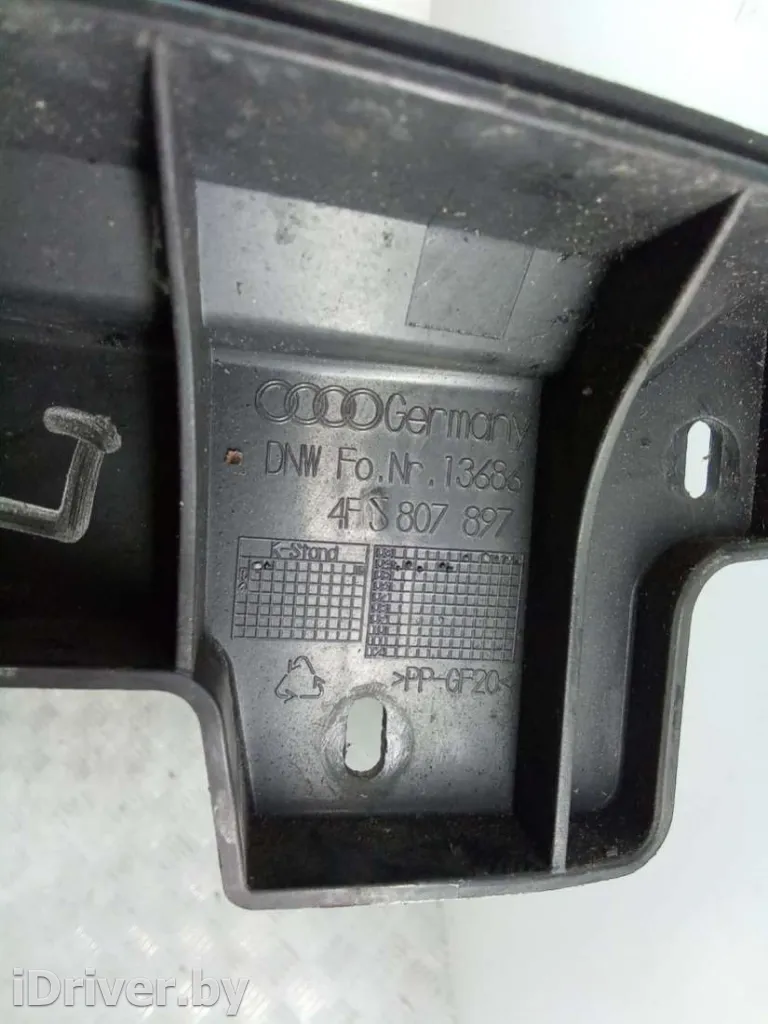 Germany
DNW Fo.Nr. 13686
4F5 807 897
K-Stand
>PP-GF20<
iDriver.by